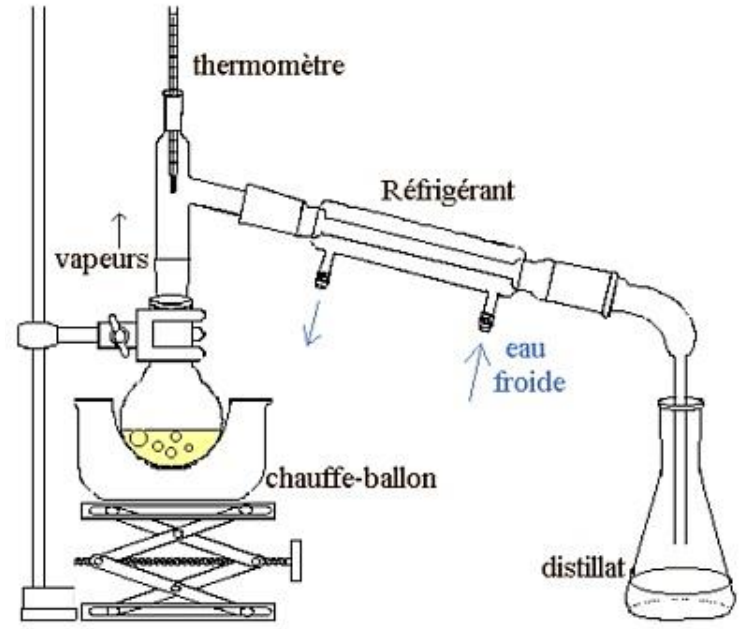 thermomètre
Réfrigérant
vapeurs
eau
froide
chauffe-ballon
distillat